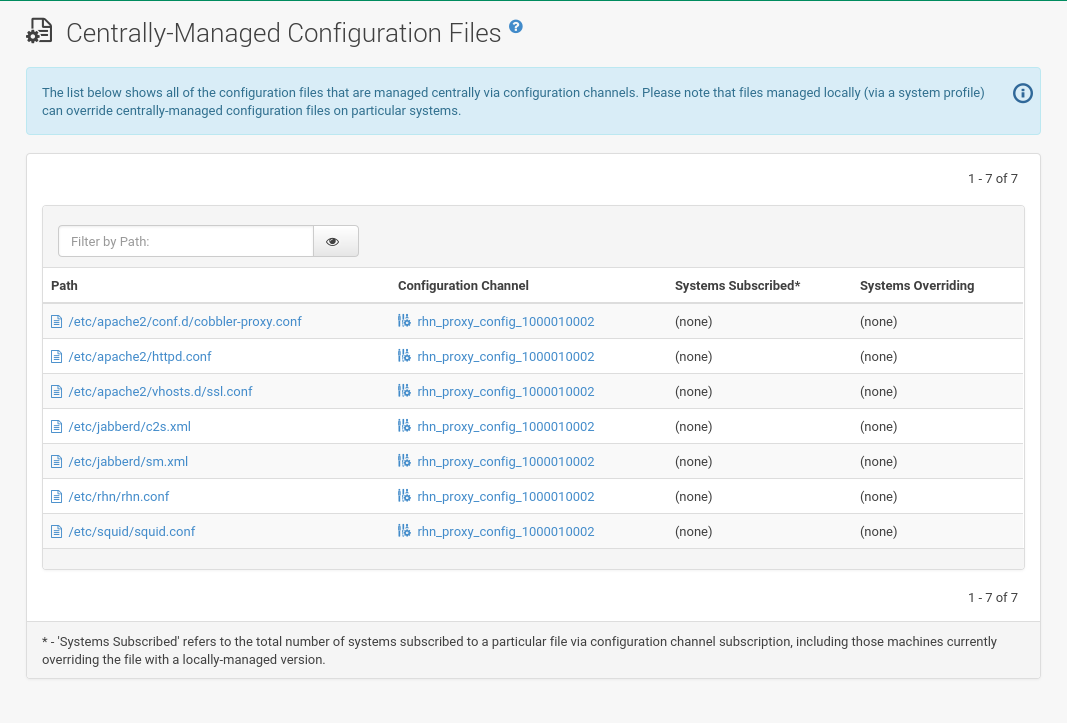 Centrally-Managed Configuration Files ?
The list below shows all of the configuration files that are managed centrally via configuration channels. Please note that files managed locally (via a system profile)
can override centrally-managed configuration files on particular systems.
1 - 7 of 7
Filter by Path:
Path Configuration Channel Systems Subscribed* Systems Overriding
/etc/apache2/conf.d/cobbler-proxy.conf rhn_proxy_config_1000010002 (none) (none)
/etc/apache2/httpd.conf rhn_proxy_config_1000010002 (none) (none)
/etc/apache2/vhosts.d/ssl.conf rhn_proxy_config_1000010002 (none) (none)
/etc/jabberd/c2s.xml rhn_proxy_config_1000010002 (none) (none)
/etc/jabberd/sm.xml rhn_proxy_config_1000010002 (none) (none)
/etc/rhn/rhn.conf rhn_proxy_config_1000010002 (none) (none)
/etc/squid/squid.conf rhn_proxy_config_1000010002 (none) (none)
1 - 7 of 7
* - 'Systems Subscribed' refers to the total number of systems subscribed to a particular file via configuration channel subscription, including those machines currently
overriding the file with a locally-managed version.